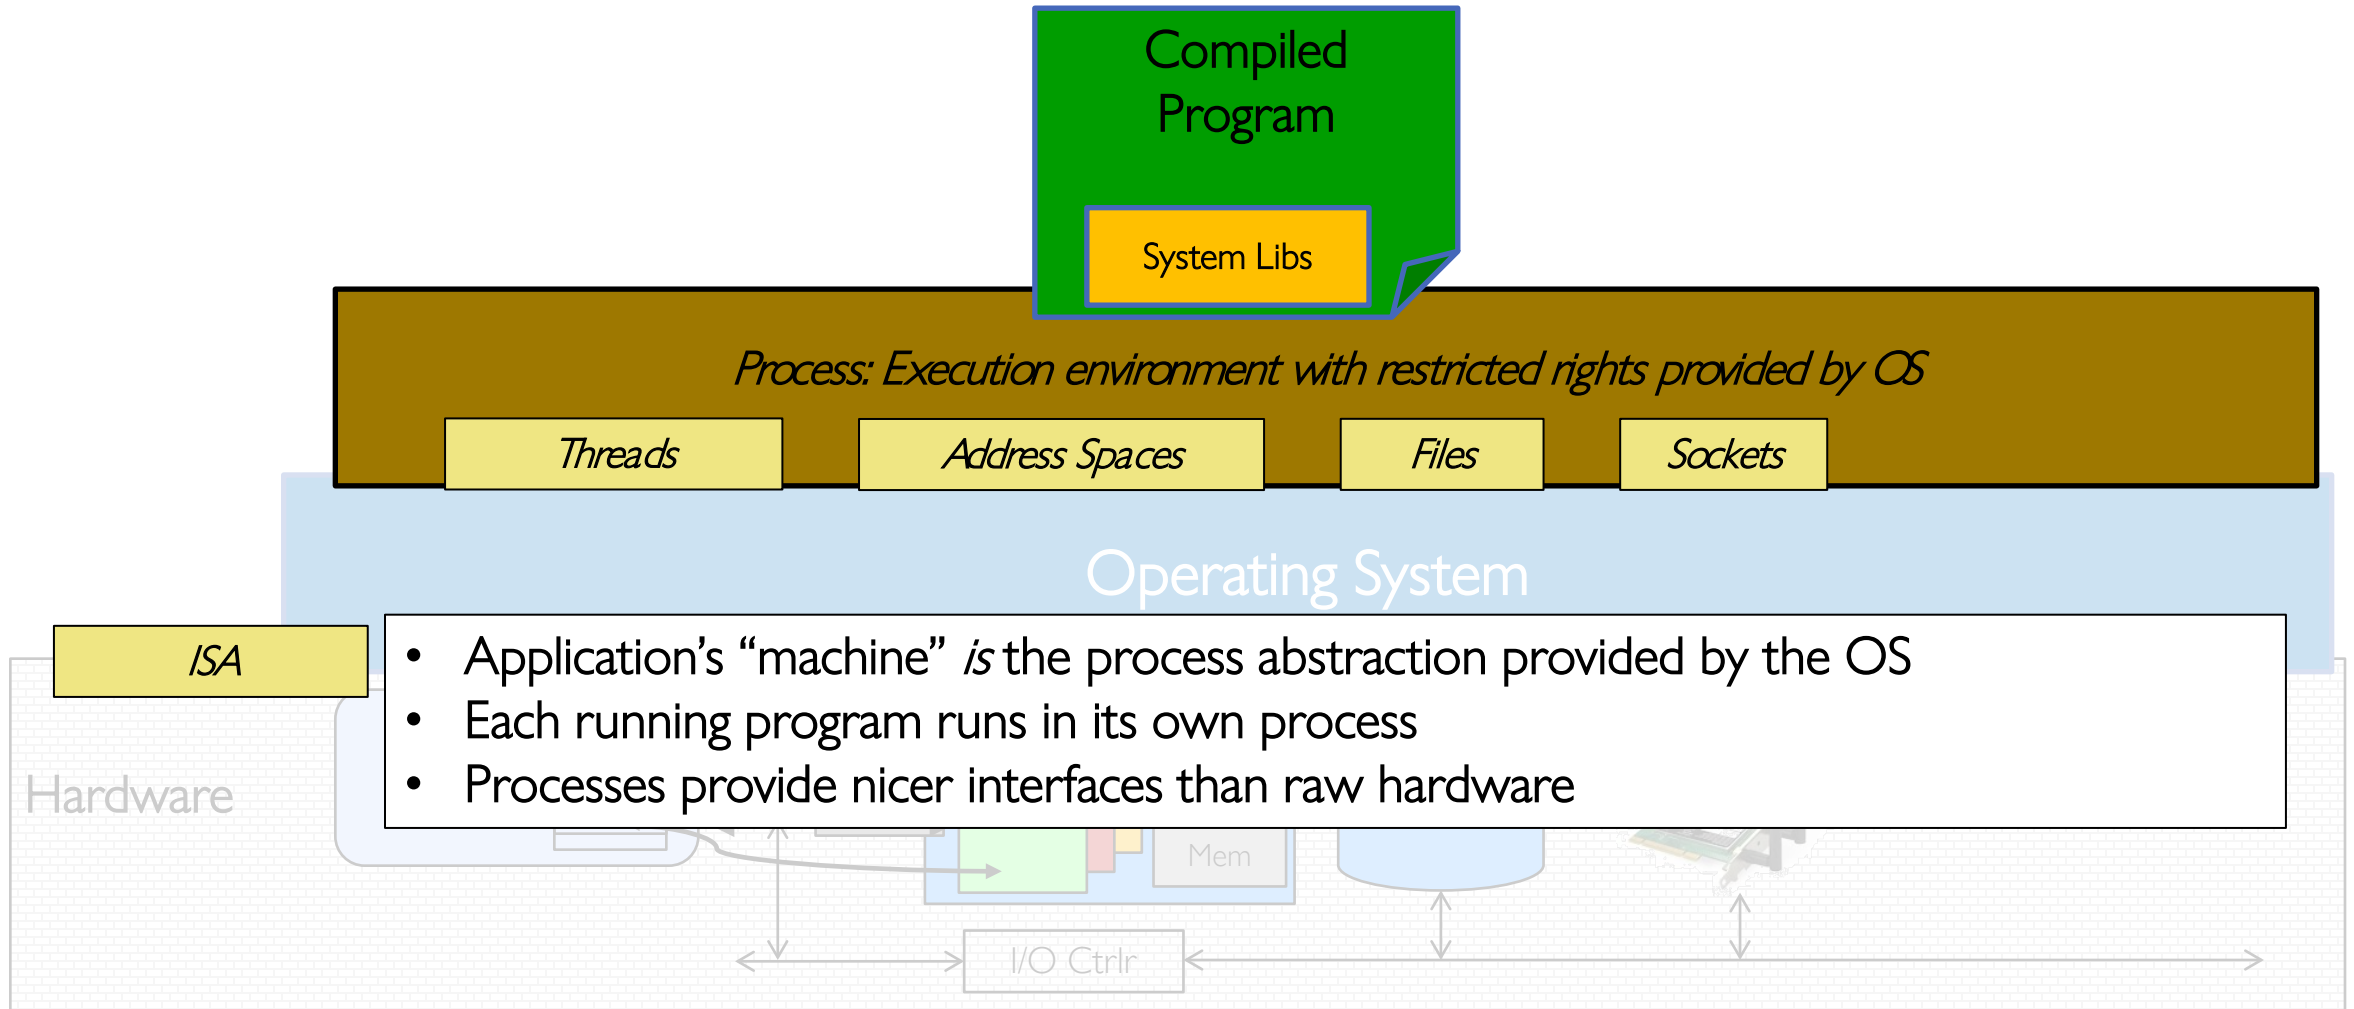 Compiled
Program
System Libs
Process: Execution environment with restricted rights provided by OS
Threads
Address Spaces
Files
Sockets
Operating System
ISA
• Application’s “machine” is the process abstraction provided by the OS
• Each running program runs in its own process
• Processes provide nicer interfaces than raw hardware
Hardware
Mem
I/O Ctrlr